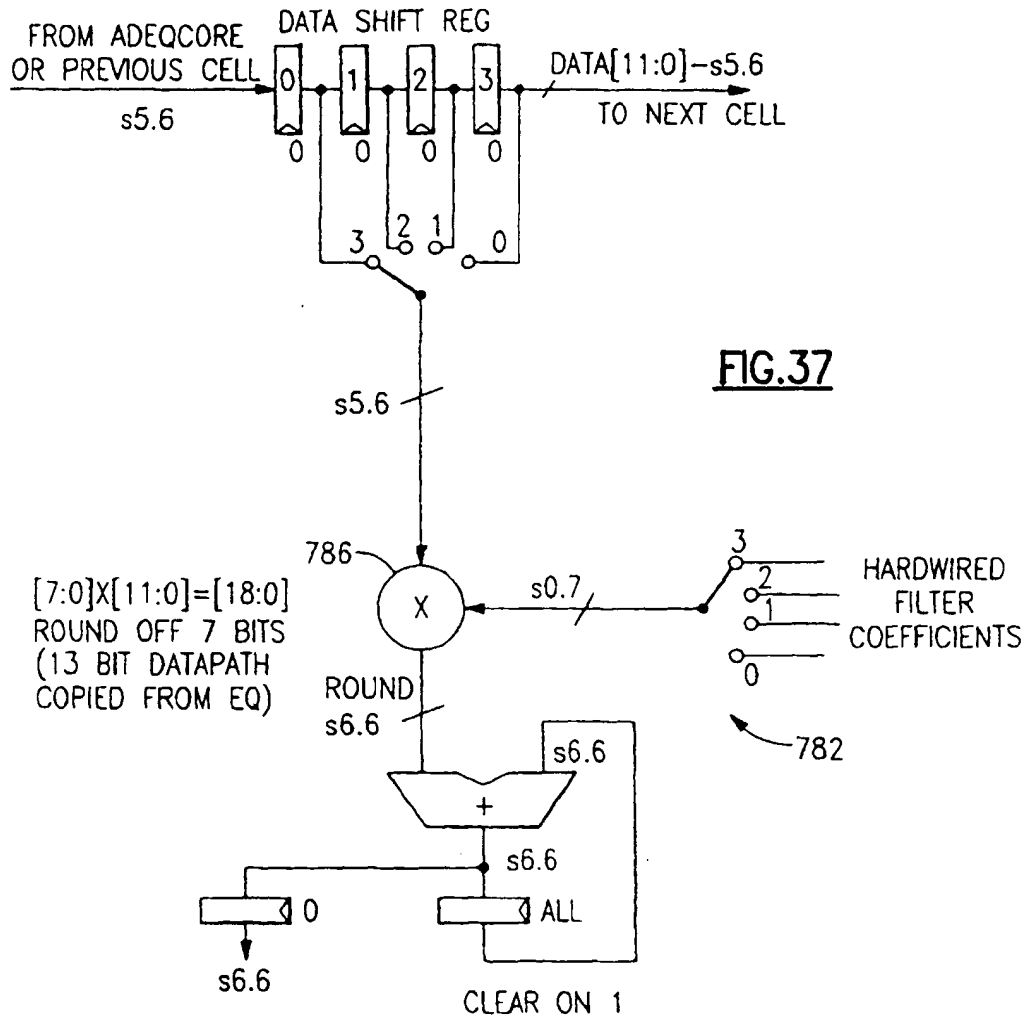 DATA SHIFT REG
FROM ADEQCORE
OR PREVIOUS CELL
s5.6
0
1
2
3
DATA[11:0]-s5.6
TO NEXT CELL
0
0
0
0
3
2
1
0
s5.6
FIG.37
786
X
s0.7
3
2
1
0
HARDWIRED
FILTER
COEFFICIENTS
782
[7:0]X[11:0]=[18:0]
ROUND OFF 7 BITS
(13 BIT DATAPATH
COPIED FROM EQ)
ROUND
s6.6
s6.6
+
s6.6
0
ALL
s6.6
CLEAR ON 1